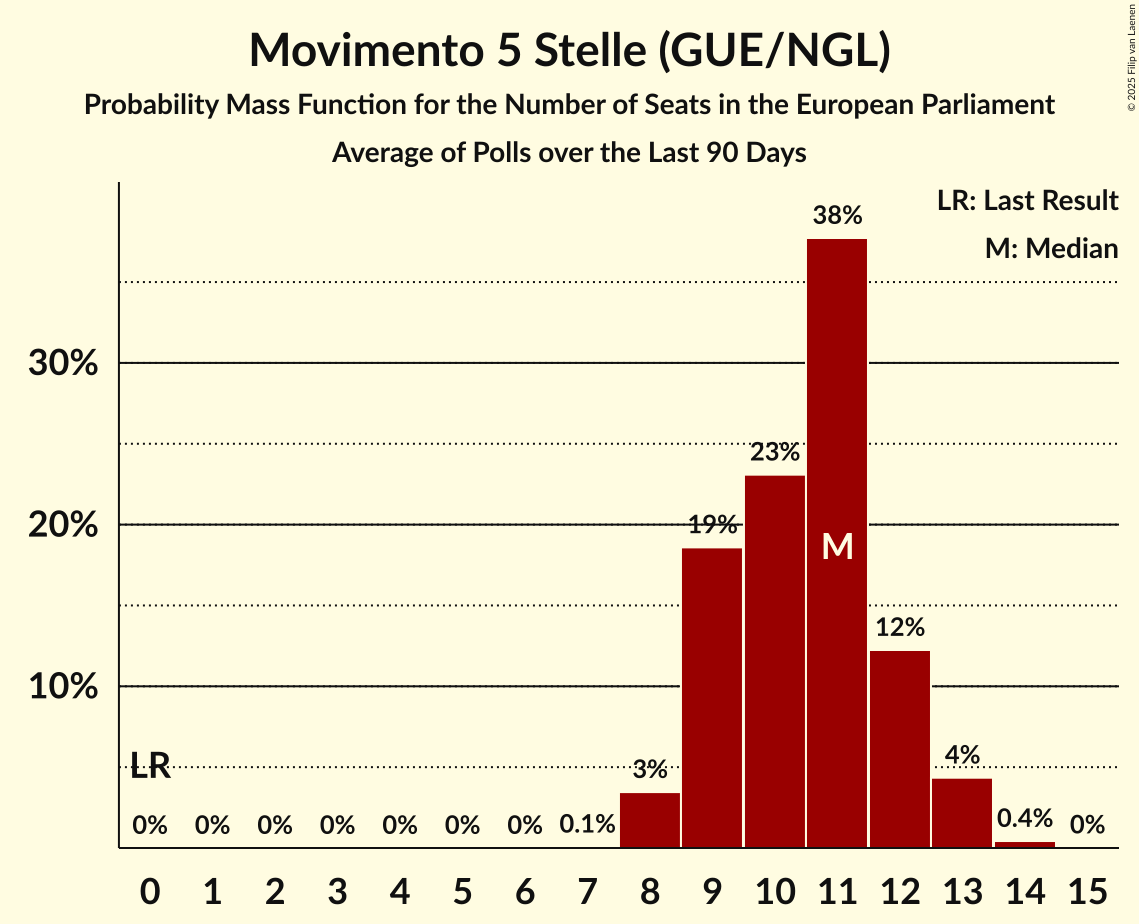 Movimento 5 Stelle (GUE/NGL)
Probability Mass Function for the Number of Seats in the European Parliament
Average of Polls over the Last 90 Days
© 2025 Filip van Laenen
LR: Last Result
M: Median
38%
30%
23%
20%
19%
M
12%
10%
LR
3%
4%
0% 0% 0% 0% 0% 0% 0% 0.1% 0.4% 0%
0 1 2 3 4 5 6 7 8 9 10 11 12 13 14 15